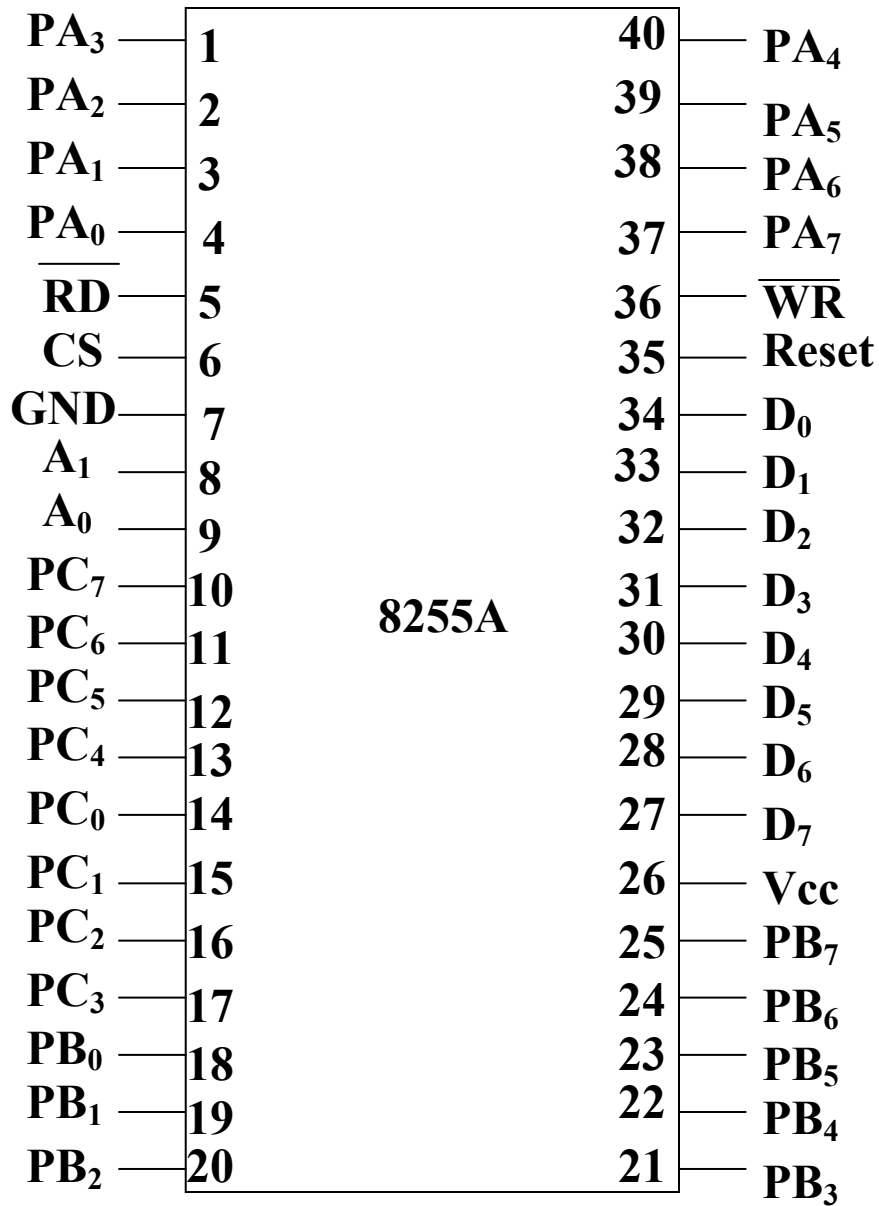 PA₃ 1 40 PA₄
PA₂ 2 39 PA₅
PA₁ 3 38 PA₆
PA₀ 4 37 PA₇
R̅D̅ 5 36 W̅R̅
CS 6 35 Reset
GND 7 34 D₀
A₁ 8 33 D₁
A₀ 9 32 D₂
PC₇ 10 31 D₃
8255A
PC₆ 11 30 D₄
PC₅ 12 29 D₅
PC₄ 13 28 D₆
PC₀ 14 27 D₇
PC₁ 15 26 Vcc
PC₂ 16 25 PB₇
PC₃ 17 24 PB₆
PB₀ 18 23 PB₅
PB₁ 19 22 PB₄
PB₂ 20 21 PB₃